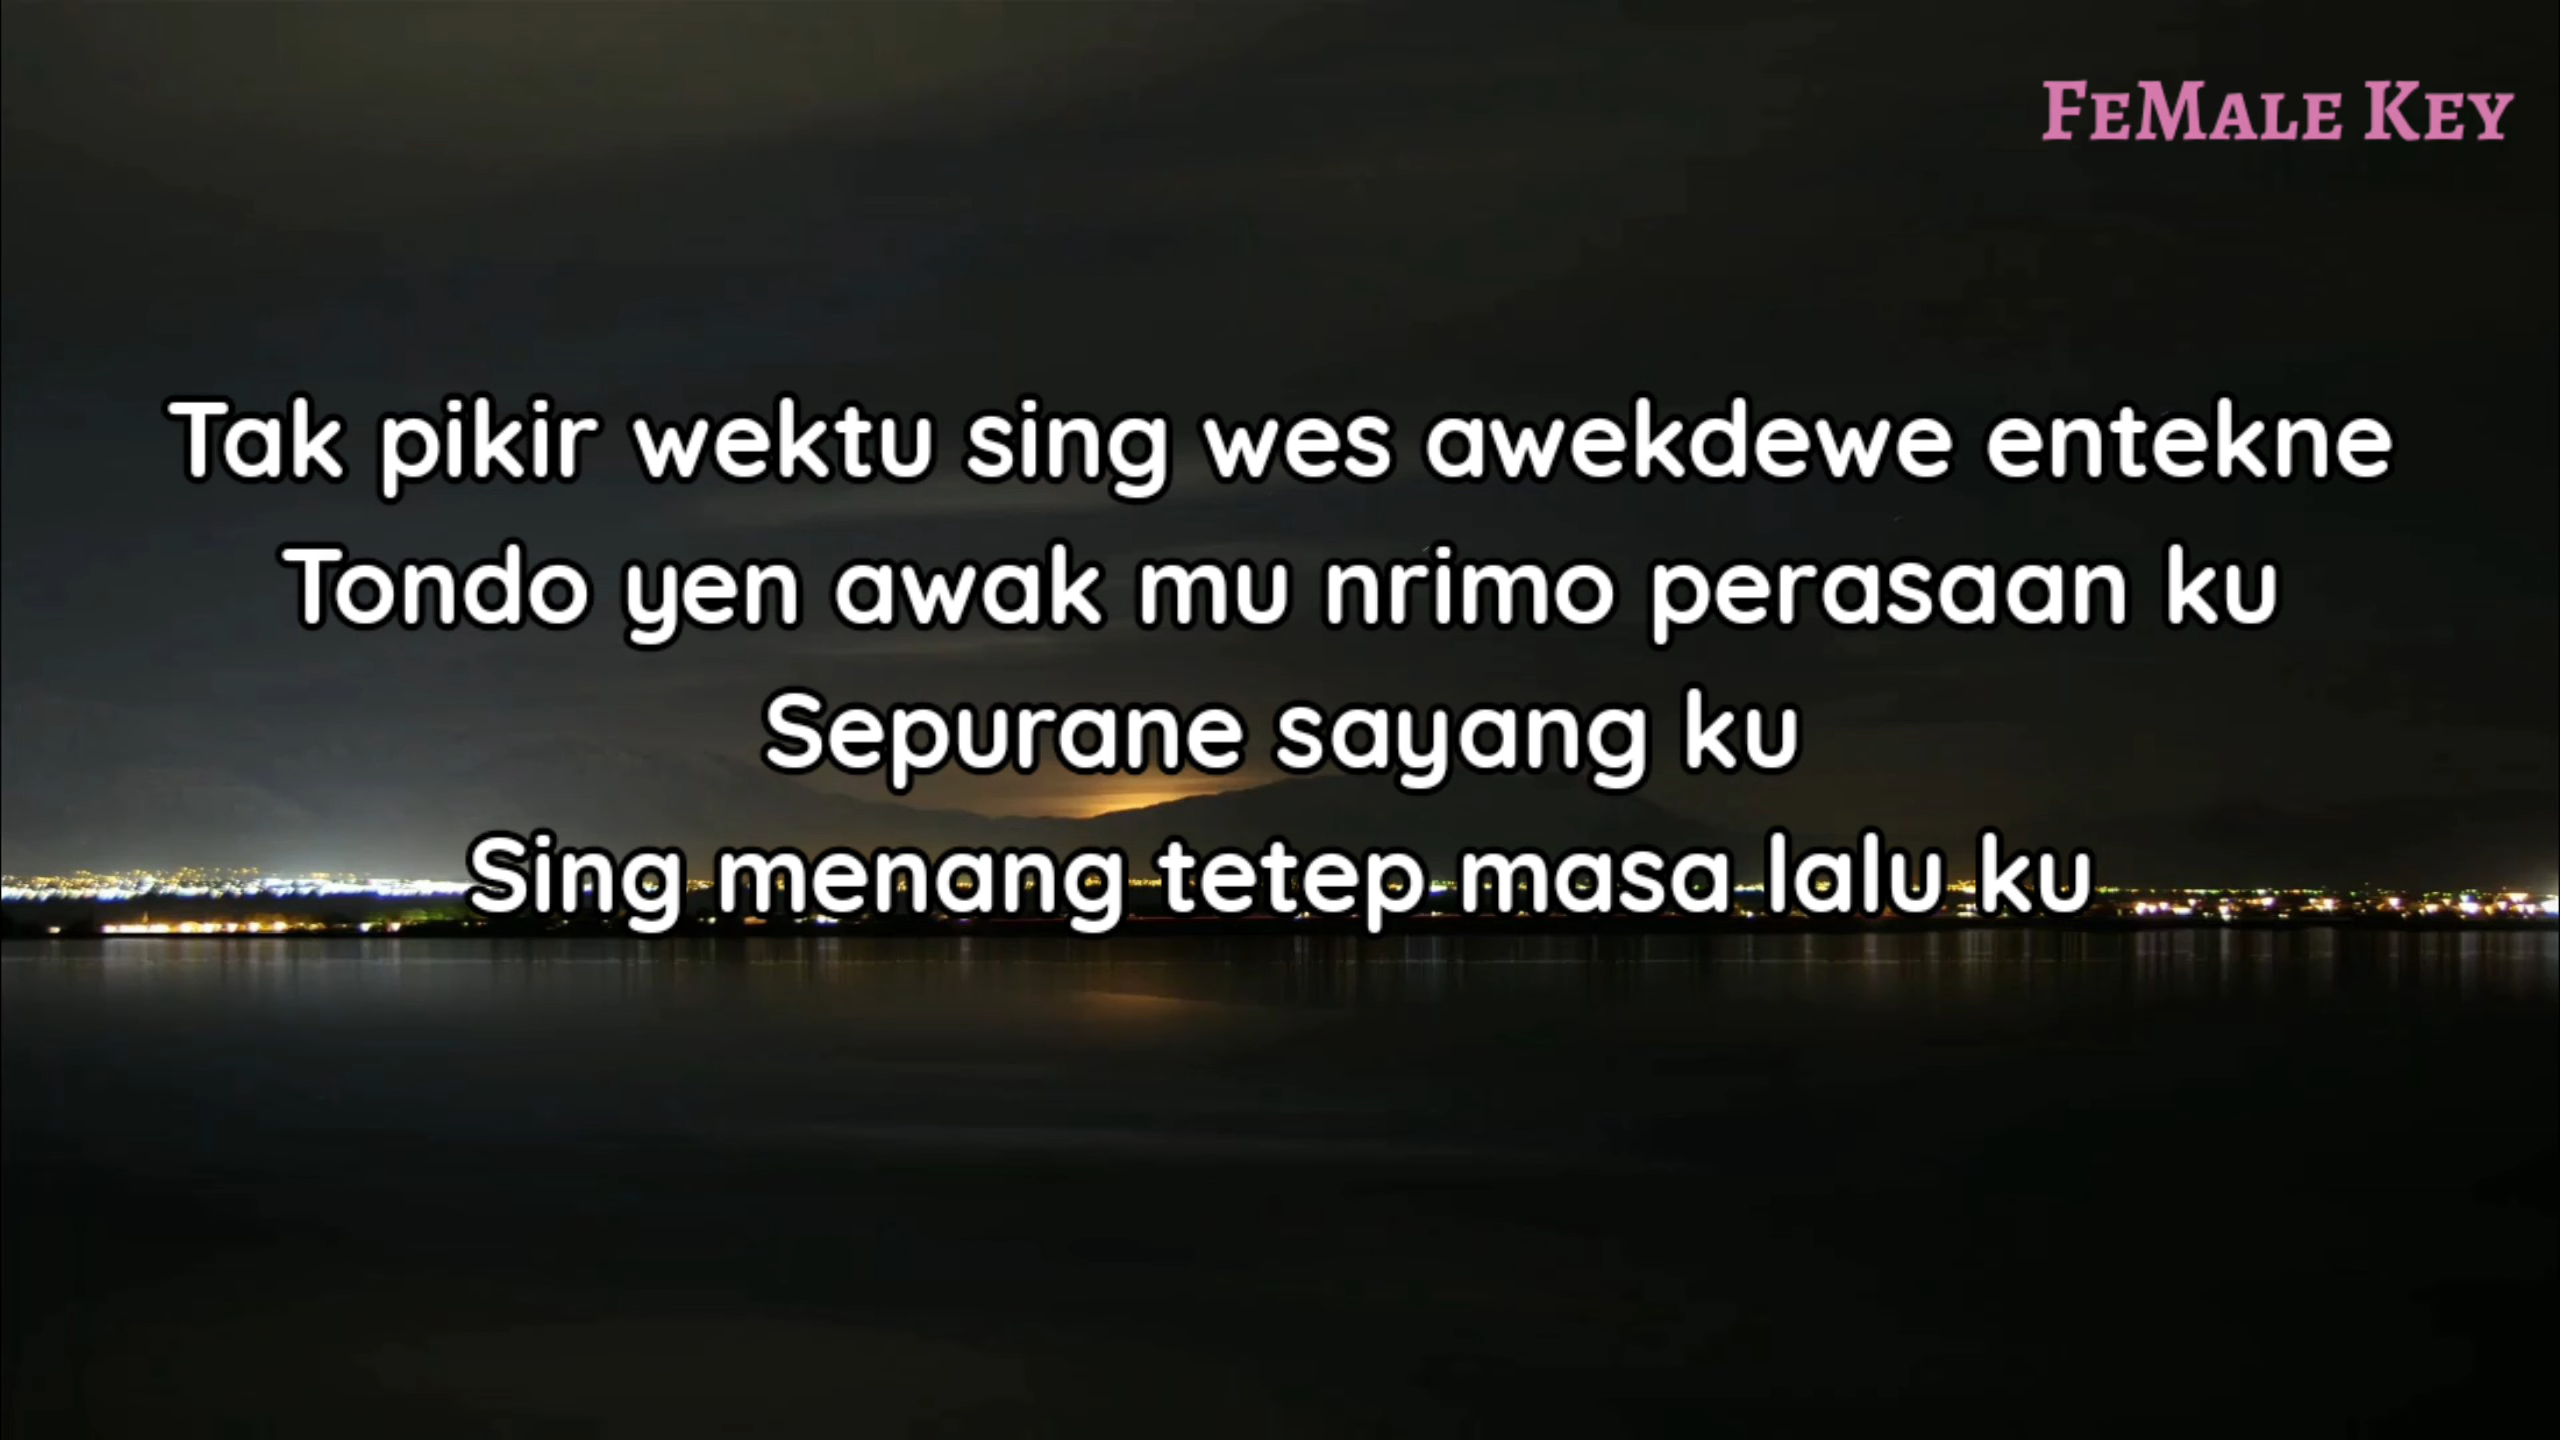 FeMale Key
Tak pikir wektu sing wes awekdewe entekne
Tondo yen awak mu nrimo perasaan ku
Sepurane sayang ku
Sing menang tetep masa lalu ku